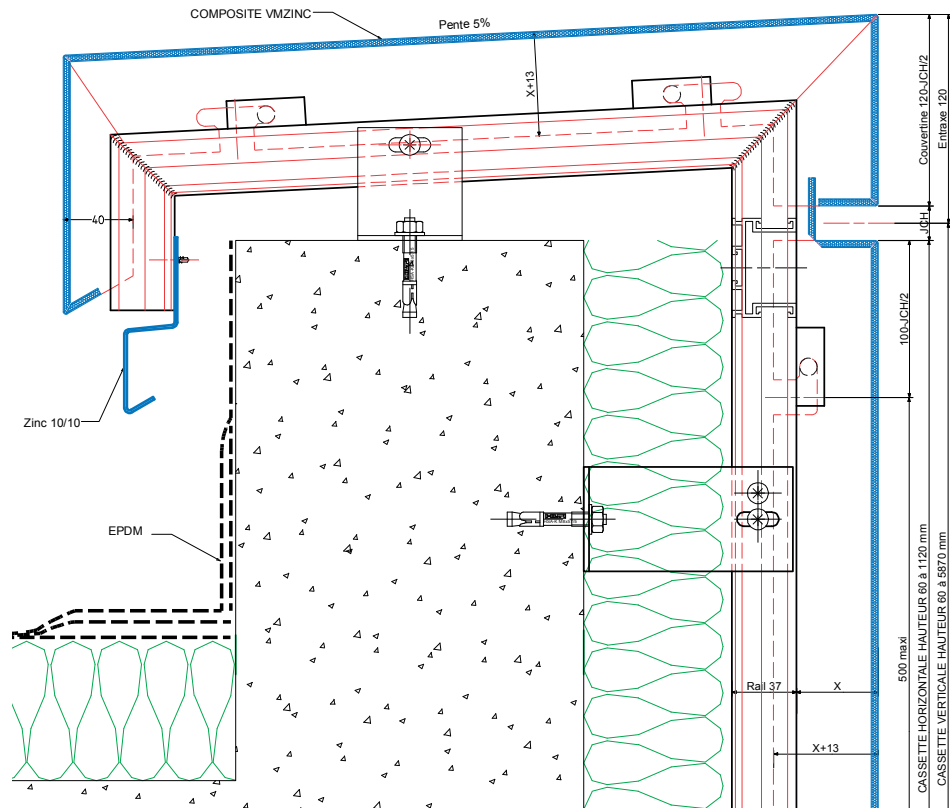 COMPOSITE VMZINC
Pente 5%
X+13
Couvertine 120-JCH/2
Entraxe 120
40
JCH
100-JCH/2
Zinc 10/10
EPDM
500 maxi
CASSETTE HORIZONTALE HAUTEUR 60 à 1120 mm
CASSETTE VERTICALE HAUTEUR 60 à 5870 mm
Rail 37
X
X+13